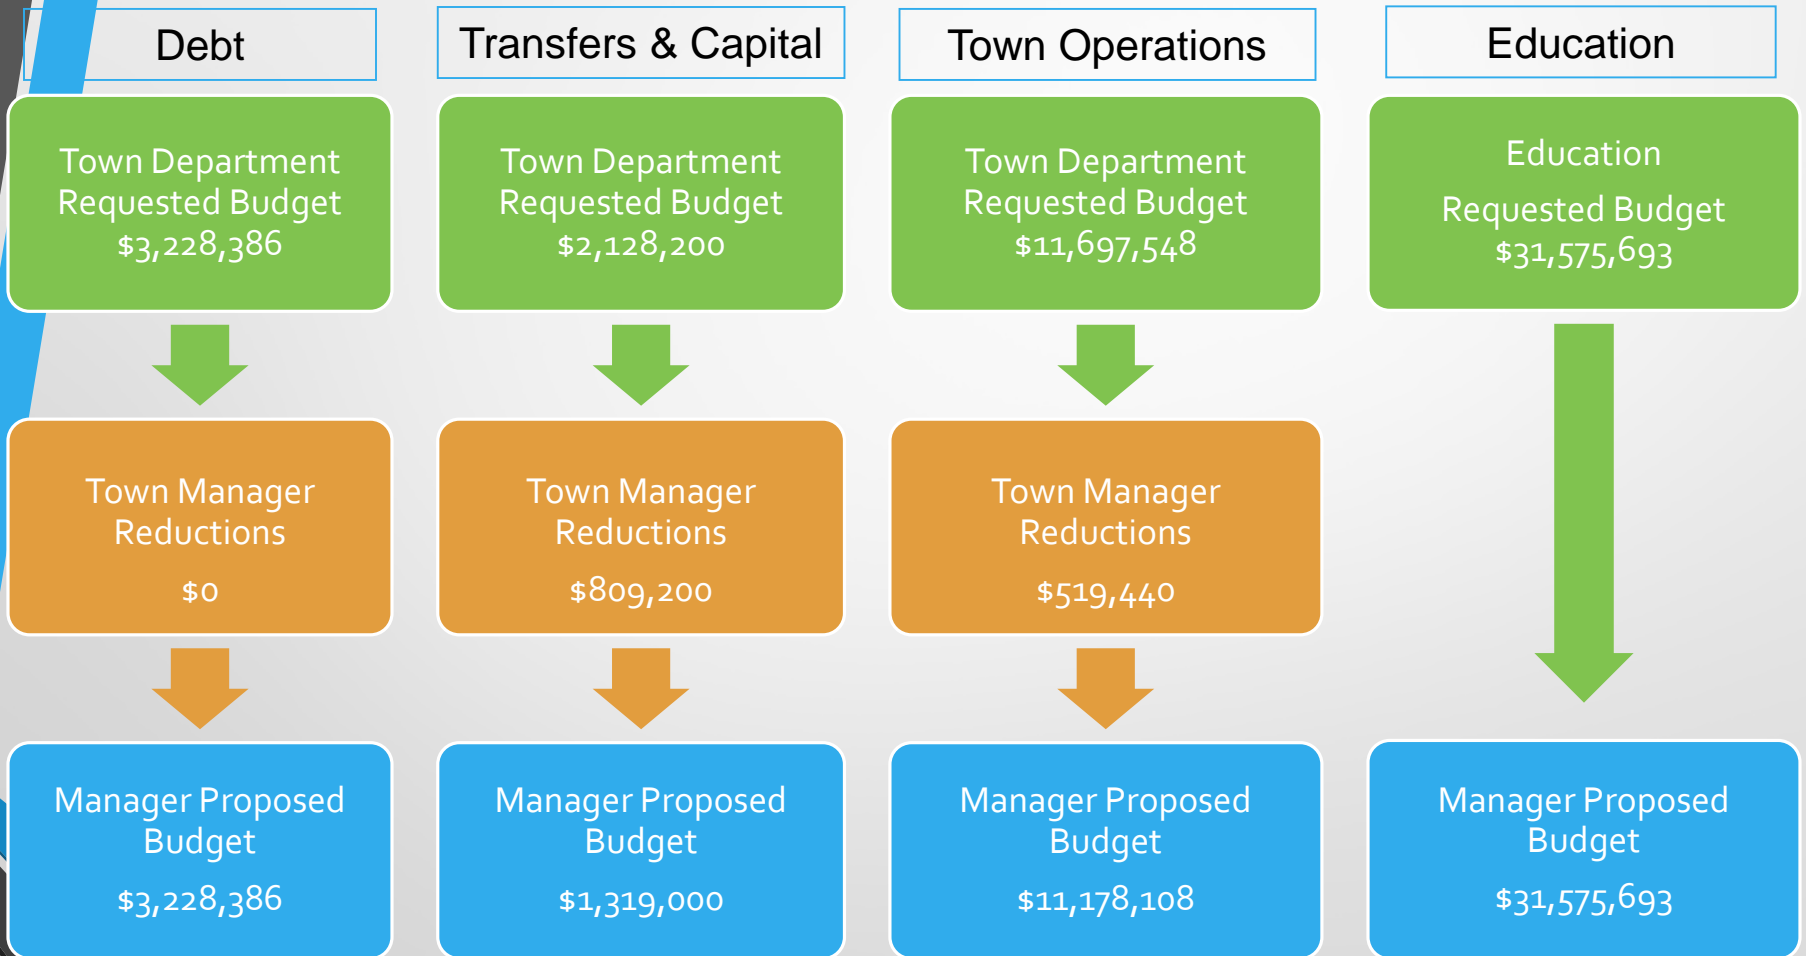 Debt
Town Department
Requested Budget
$3,228,386
Town Manager
Reductions
$0
Manager Proposed
Budget
$3,228,386
Transfers & Capital
Town Department
Requested Budget
$2,128,200
Town Manager
Reductions
$809,200
Manager Proposed
Budget
$1,319,000
Town Operations
Town Department
Requested Budget
$11,697,548
Town Manager
Reductions
$519,440
Manager Proposed
Budget
$11,178,108
Education
Education
Requested Budget
$31,575,693
Manager Proposed
Budget
$31,575,693